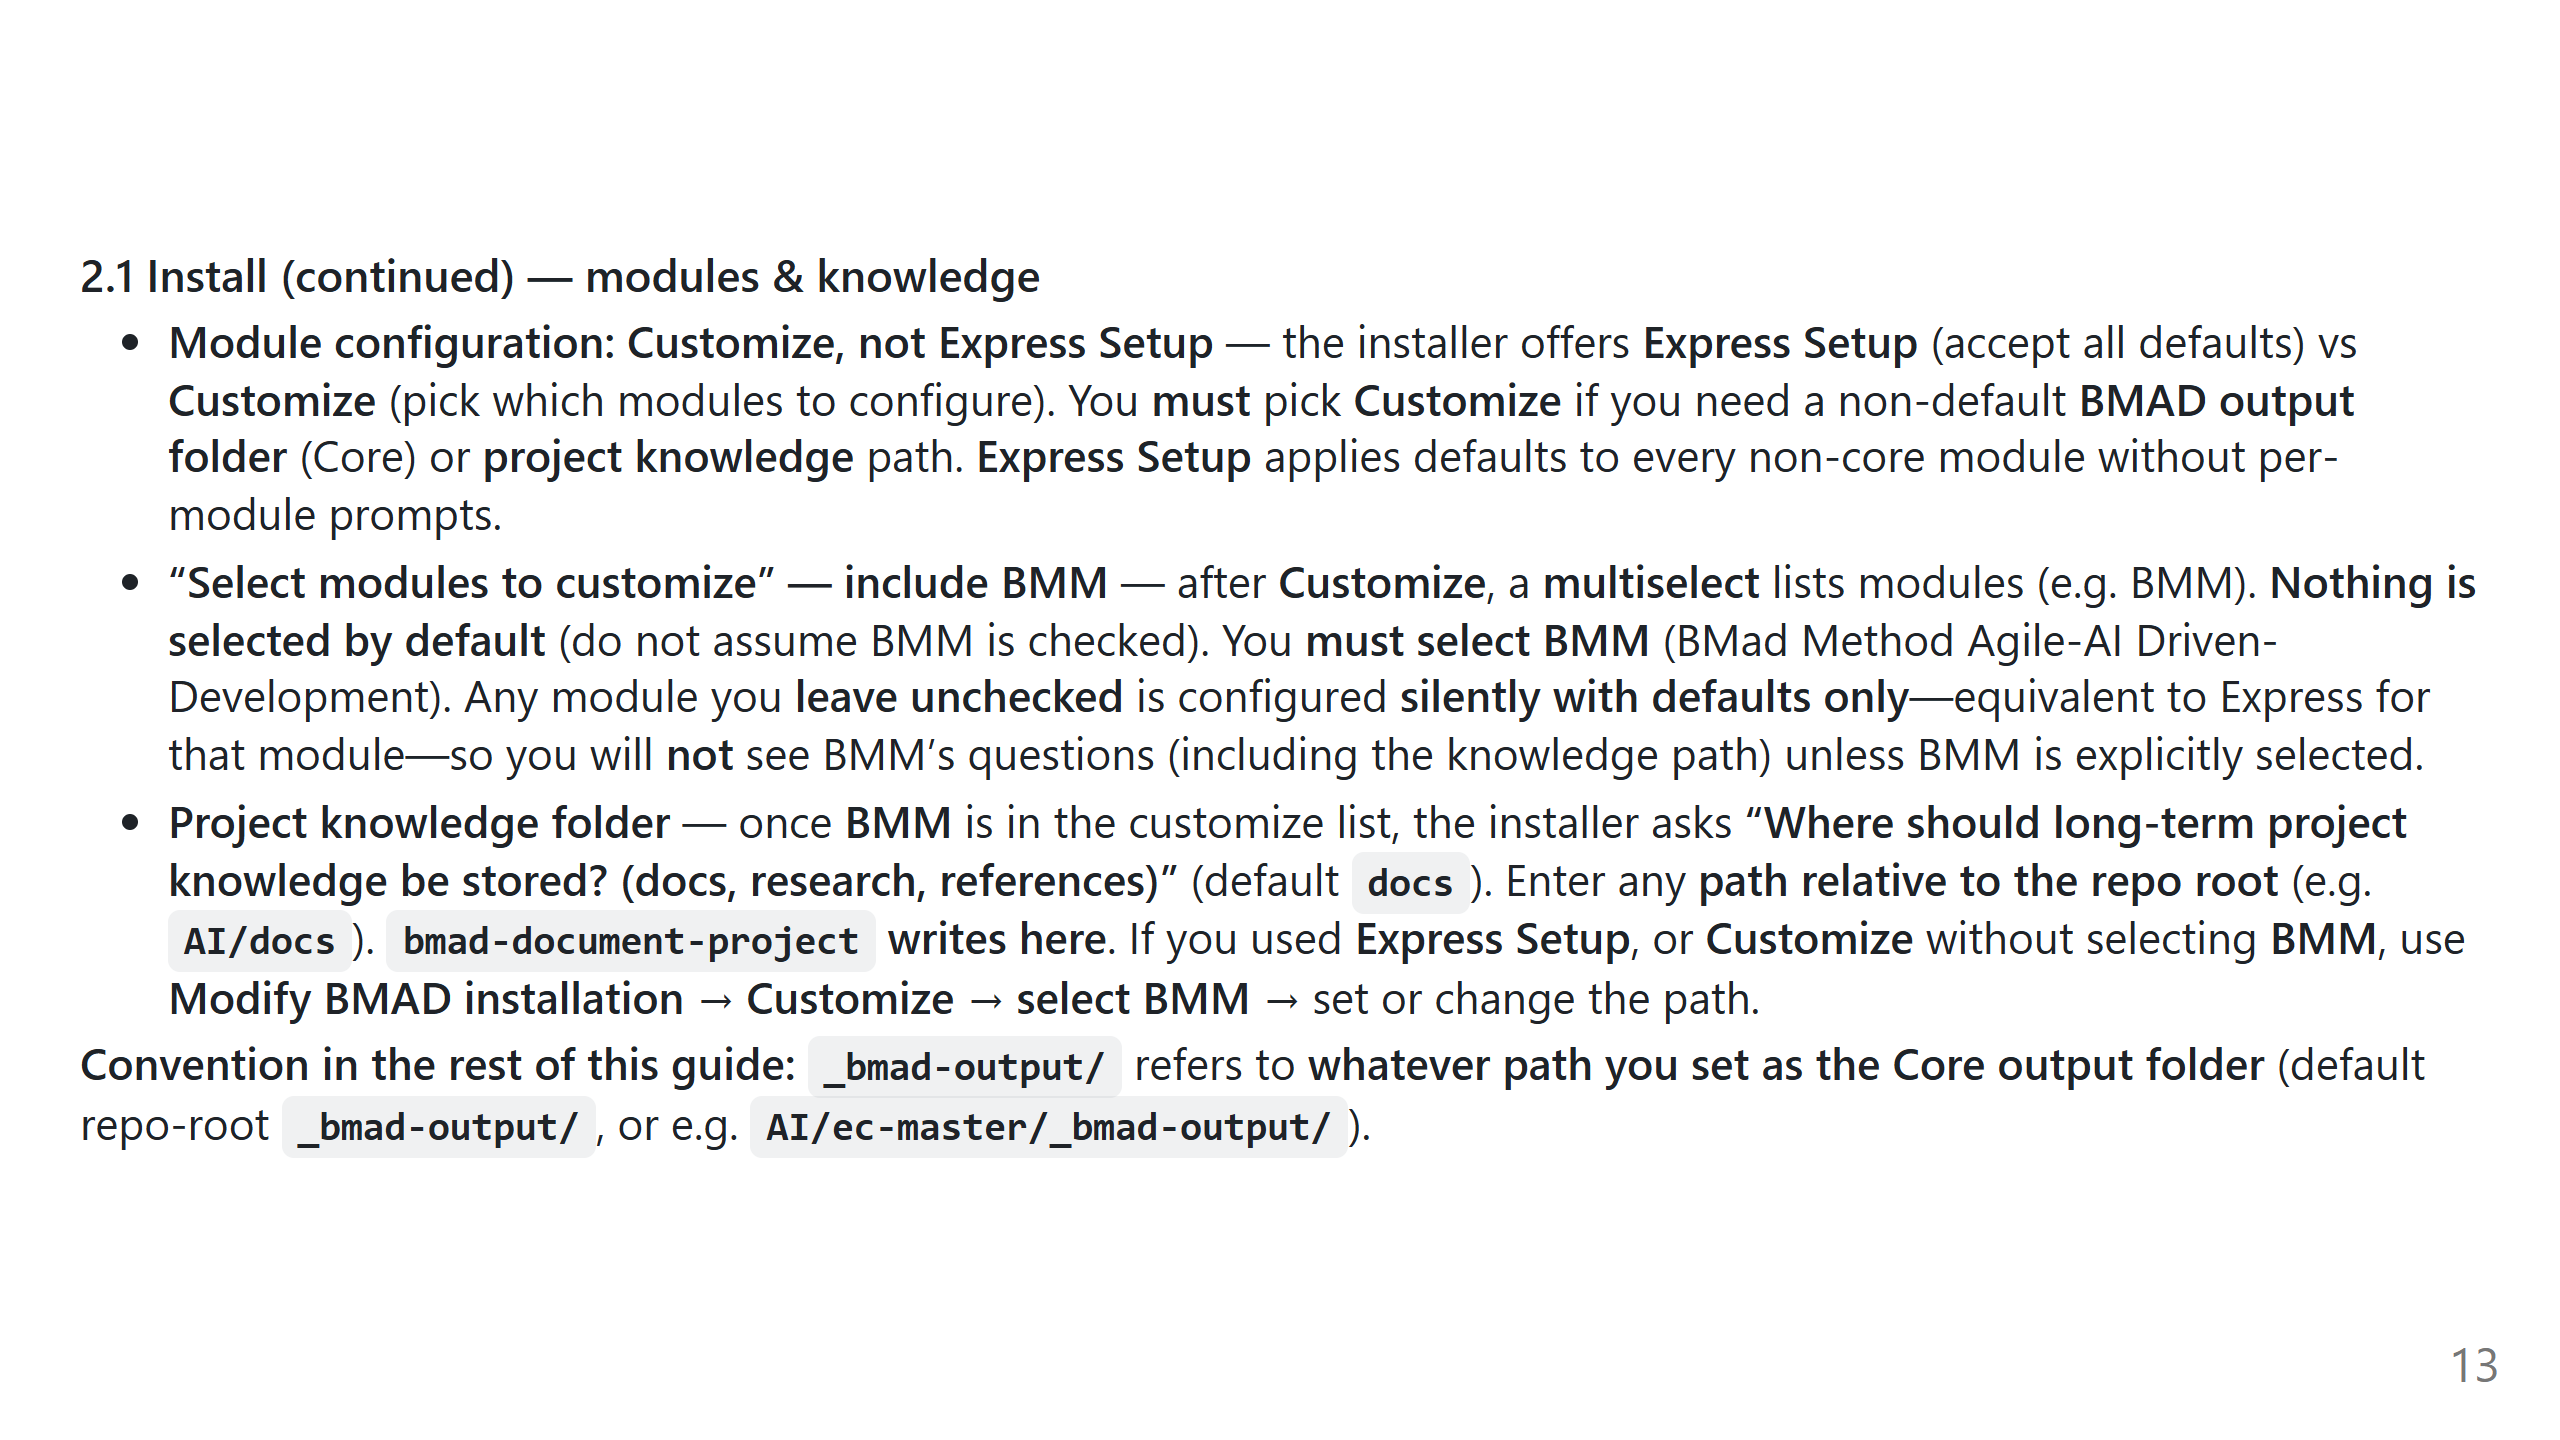 2.1 Install (continued) — modules & knowledge
• Module configuration: Customize, not Express Setup — the installer offers Express Setup (accept all defaults) vs
Customize (pick which modules to configure). You must pick Customize if you need a non-default BMAD output
folder (Core) or project knowledge path. Express Setup applies defaults to every non-core module without per-
module prompts.
• “Select modules to customize” — include BMM — after Customize, a multiselect lists modules (e.g. BMM). Nothing is
selected by default (do not assume BMM is checked). You must select BMM (BMad Method Agile-AI Driven-
Development). Any module you leave unchecked is configured silently with defaults only—equivalent to Express for
that module—so you will not see BMM’s questions (including the knowledge path) unless BMM is explicitly selected.
• Project knowledge folder — once BMM is in the customize list, the installer asks “Where should long-term project
knowledge be stored? (docs, research, references)” (default docs). Enter any path relative to the repo root (e.g.
AI/docs). bmad-document-project writes here. If you used Express Setup, or Customize without selecting BMM, use
Modify BMAD installation → Customize → select BMM → set or change the path.
Convention in the rest of this guide: _bmad-output/ refers to whatever path you set as the Core output folder (default
repo-root _bmad-output/, or e.g. AI/ec-master/_bmad-output/).
13